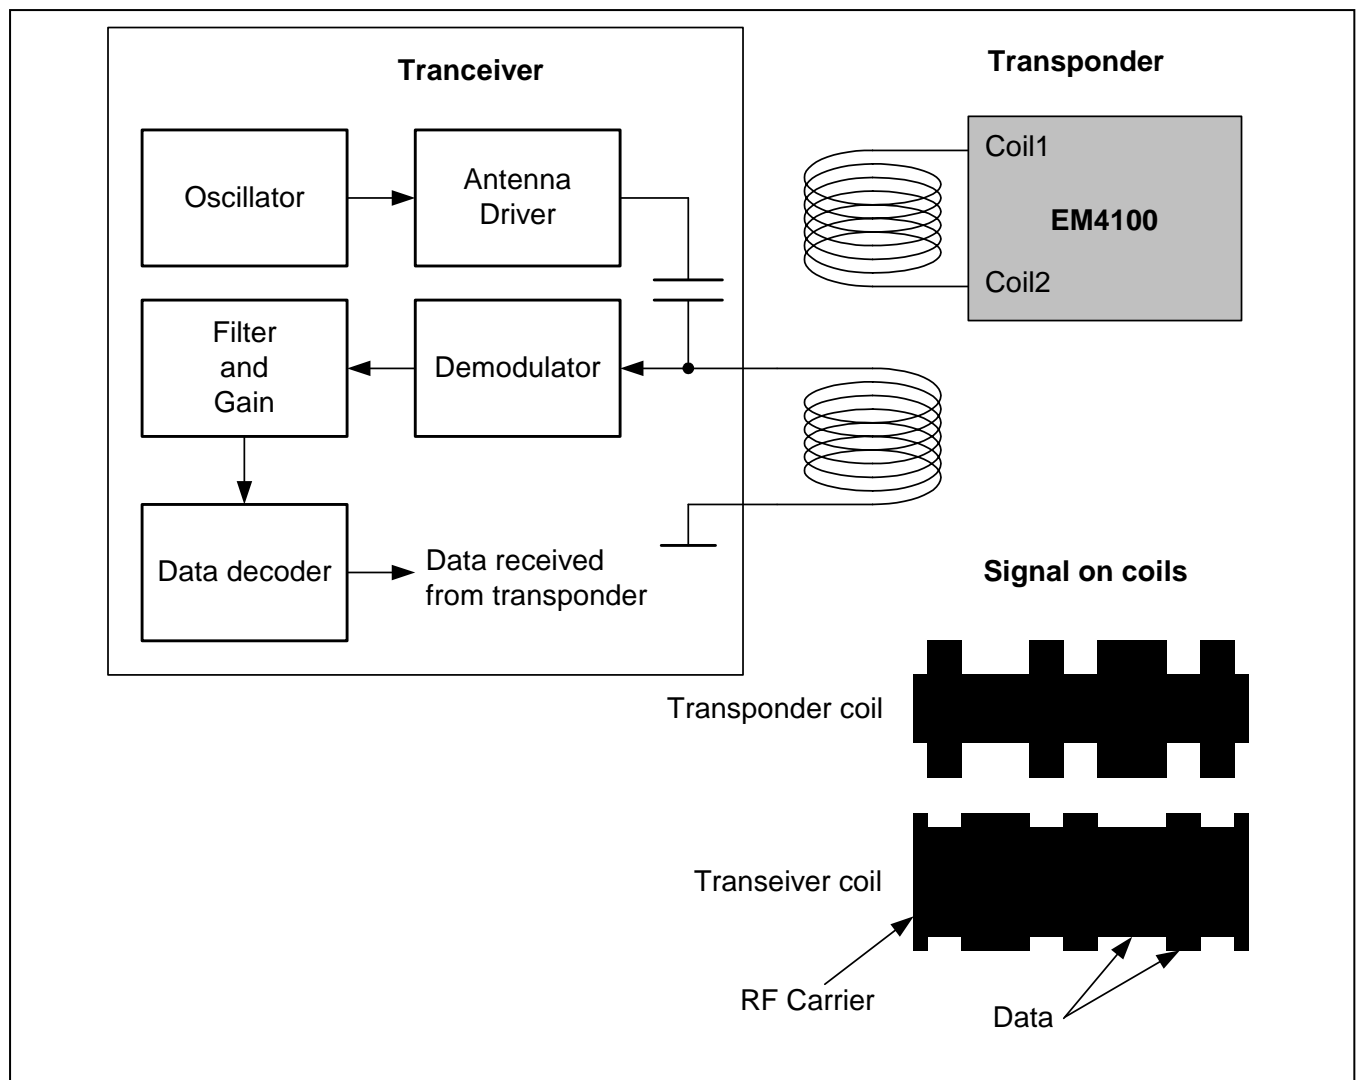 Tranceiver
Transponder
Oscillator
Antenna
Driver
Coil1
EM4100
Coil2
Filter
and
Gain
Demodulator
Data decoder
Data received
from transponder
Signal on coils
Transponder coil
Transeiver coil
RF Carrier
Data